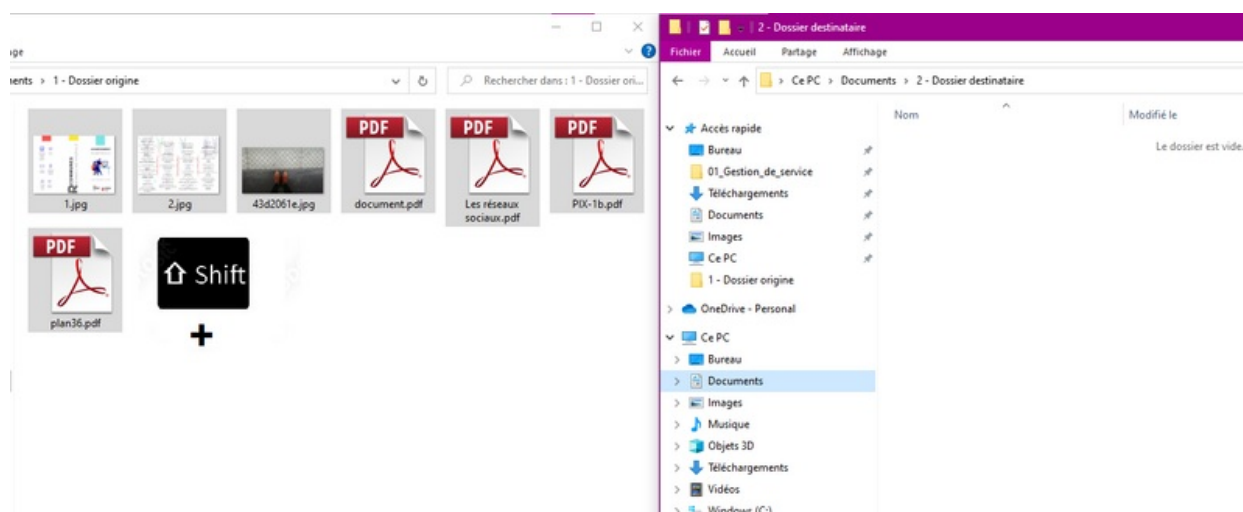 age
ments > 1 - Dossier origine
Rechercher dans : 1 - Dossier ori...
PDF
PDF
PDF
1.jpg
2.jpg
43d2061e.jpg
document.pdf
Les réseaux
sociaux.pdf
PIX-1b.pdf
PDF
plan36.pdf
Shift
+
2 - Dossier destinataire
Fichier
Accueil
Partage
Affichage
Ce PC > Documents > 2 - Dossier destinataire
Nom
Modifié le
Le dossier est vide.
Accès rapide
Bureau
01_Gestion_de_service
Téléchargements
Documents
Images
Ce PC
1 - Dossier origine
OneDrive - Personal
Ce PC
Bureau
Documents
Images
Musique
Objets 3D
Téléchargements
Vidéos
Windows (C:)